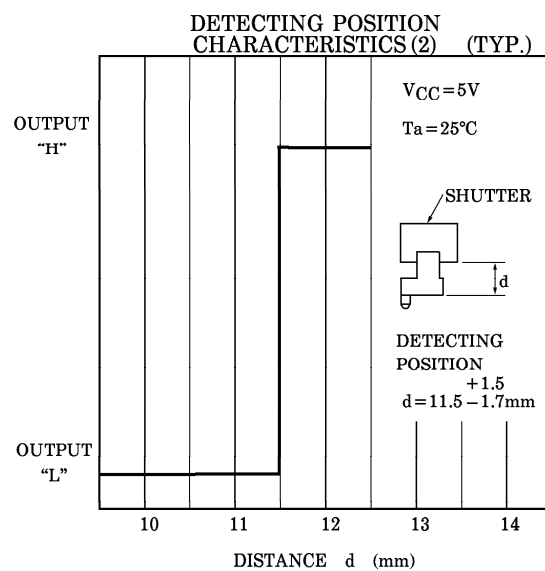 DETECTING POSITION
CHARACTERISTICS (2) (TYP.)
VCC=5V
OUTPUT
“H”
Ta=25°C
SHUTTER
d
DETECTING
POSITION
+1.5
d=11.5 −1.7mm
OUTPUT
“L”
10 11 12 13 14
DISTANCE d (mm)